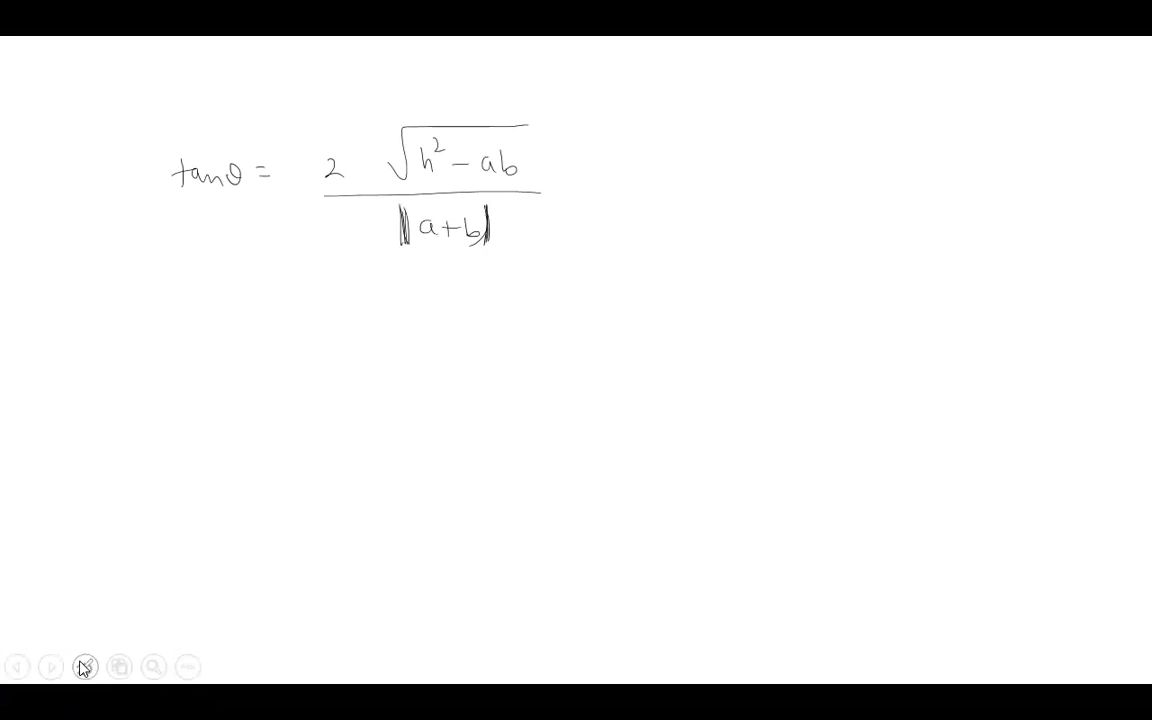 tanθ = 2 √(h² − ab)
|a+b|